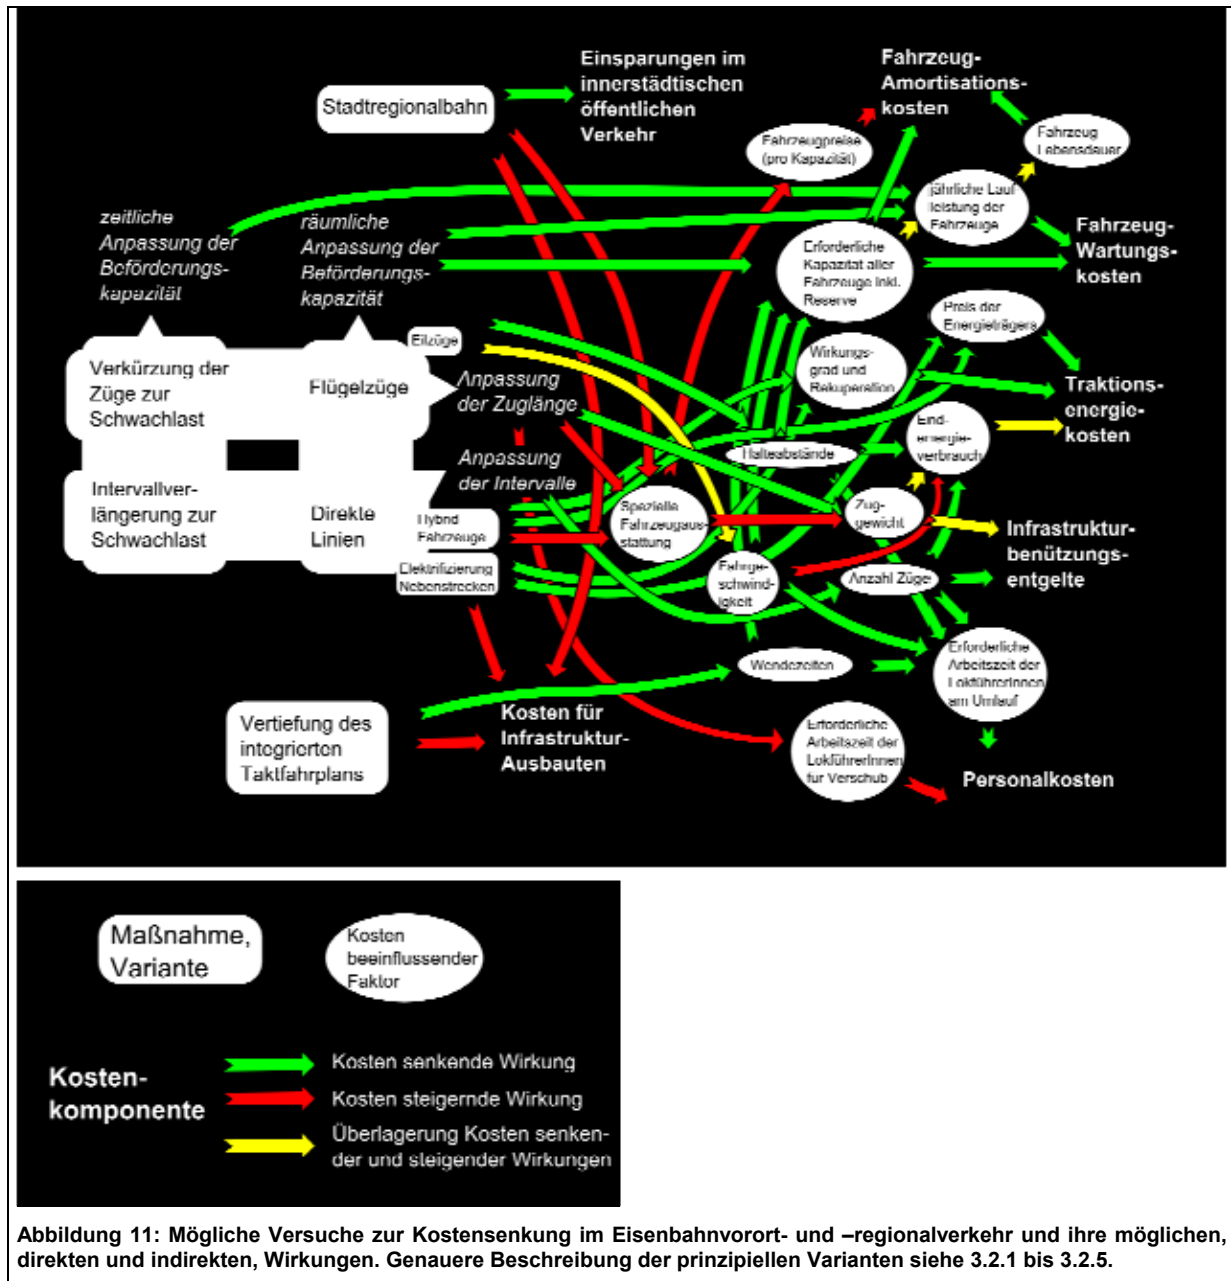 Stadtregionalbahn
Einsparungen im
innerstädtischen
öffentlichen
Verkehr
Fahrzeug-
Amortisations-
kosten
Fahrzeugpreise
(pro Kapazität)
Fahrzeug
Lebensdauer
zeitliche
Anpassung der
Beförderungs-
kapazität
räumliche
Anpassung der
Beförderungs-
kapazität
jährliche Lauf
leistung der
Fahrzeuge
Erforderliche
Kapazität aller
Fahrzeuge inkl.
Reserve
Fahrzeug-
Wartungs-
kosten
Preis der
Energieträgers
Eilzüge
Verkürzung der
Züge zur
Schwachlast
Flügelzüge
Anpassung
der Zuglänge
Wirkungs-
grad und
Rekuperation
Traktions-
energie-
kosten
End-
energie-
verbrauch
Halteabstände
Anpassung
der Intervalle
Intervallver-
längerung zur
Schwachlast
Direkte
Linien
Hybrid
Fahrzeuge
Spezielle
Fahrzeugaus-
stattung
Zug-
gewicht
Infrastruktur-
benützungs-
entgelte
Elektrifizierung
Nebenstrecken
Fahrge-
schwind-
igkeit
Anzahl Züge
Wendezeiten
Erforderliche
Arbeitszeit der
LokführerInnen
am Umlauf
Vertiefung des
integrierten
Taktfahrplans
Kosten für
Infrastruktur-
Ausbauten
Erforderliche
Arbeitszeit der
LokführerInnen
für Verschub
Personalkosten
Maßnahme,
Variante
Kosten
beeinflussender
Faktor
Kosten-
komponente
Kosten senkende Wirkung
Kosten steigernde Wirkung
Überlagerung Kosten senken-
der und steigender Wirkungen
Abbildung 11: Mögliche Versuche zur Kostensenkung im Eisenbahnvorort- und –regionalverkehr und ihre möglichen,
direkten und indirekten, Wirkungen. Genauere Beschreibung der prinzipiellen Varianten siehe 3.2.1 bis 3.2.5.